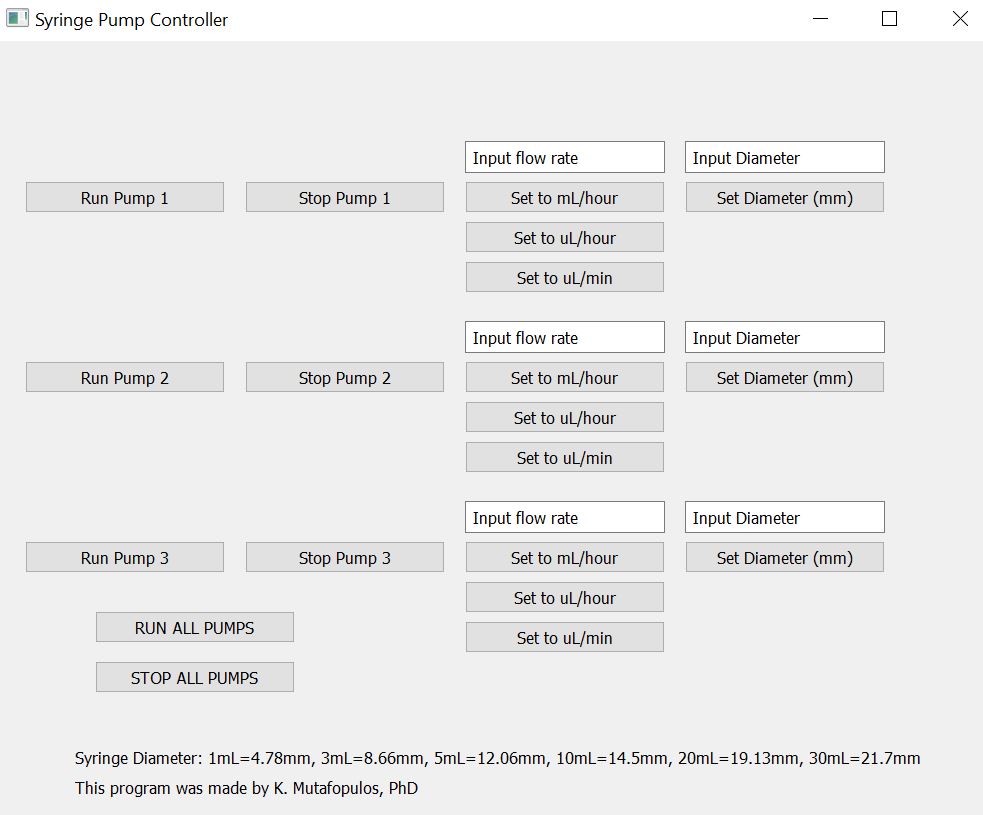 Syringe Pump Controller
Input flow rate
Input Diameter
Run Pump 1
Stop Pump 1
Set to mL/hour
Set Diameter (mm)
Set to uL/hour
Set to uL/min
Input flow rate
Input Diameter
Run Pump 2
Stop Pump 2
Set to mL/hour
Set Diameter (mm)
Set to uL/hour
Set to uL/min
Input flow rate
Input Diameter
Run Pump 3
Stop Pump 3
Set to mL/hour
Set Diameter (mm)
Set to uL/hour
RUN ALL PUMPS
Set to uL/min
STOP ALL PUMPS
Syringe Diameter: 1mL=4.78mm, 3mL=8.66mm, 5mL=12.06mm, 10mL=14.5mm, 20mL=19.13mm, 30mL=21.7mm
This program was made by K. Mutafopulos, PhD